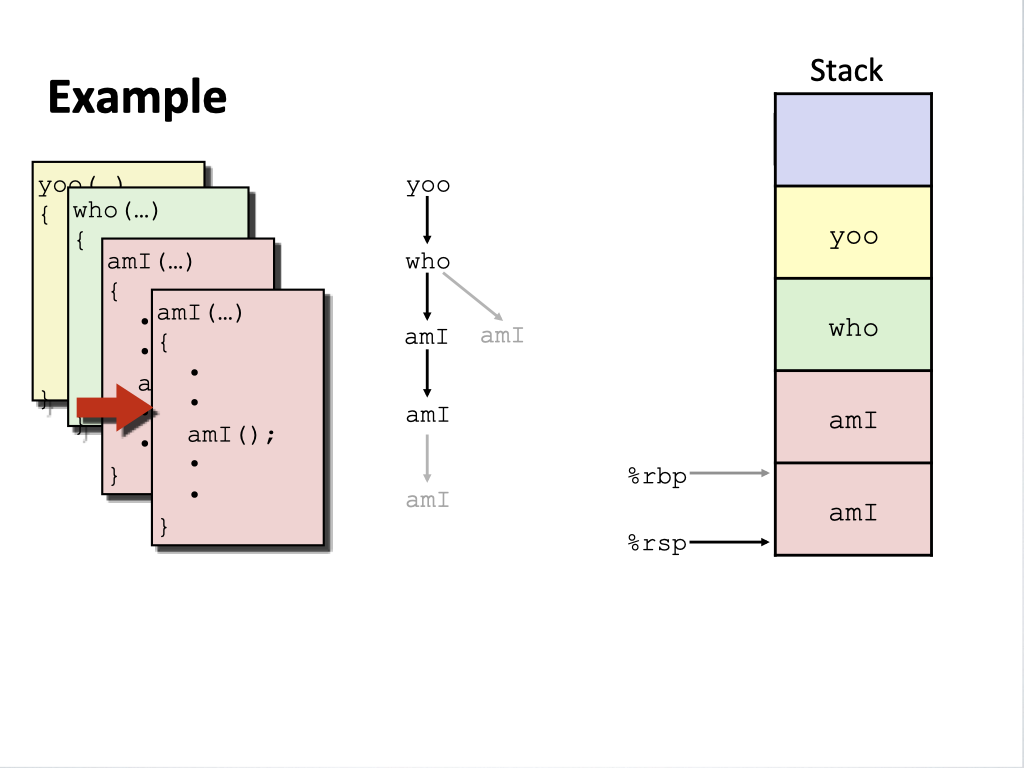 Example
Stack
yoo(…)
{
who(…)
{
amI(…)
{
•
•
a
•
}
amI(…)
{
•
•
amI();
•
•
}
}
}
yoo
who
amI
amI
amI
amI
%rbp
%rsp
yoo
who
amI
amI